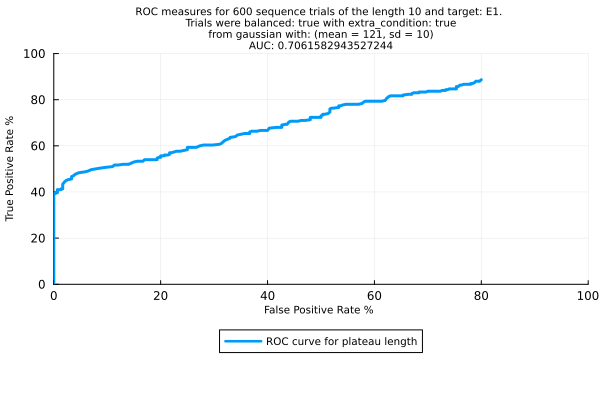 ROC measures for 600 sequence trials of the length 10 and target: E1.
Trials were balanced: true with extra_condition: true
from gaussian with: (mean = 121, sd = 10)
AUC: 0.7061582943527244
100
80
60
40
20
0
True Positive Rate %
0 20 40 60 80 100
False Positive Rate %
ROC curve for plateau length